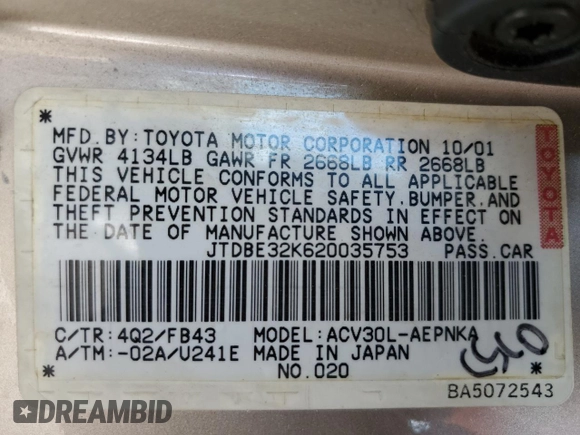 MFD.BY:TOYOTA MOTOR CORPORATION 10/01
GVWR 4134LB GAWR FR 2668LB RR 2668LB
THIS VEHICLE CONFORMS TO ALL APPLICABLE
FEDERAL MOTOR VEHICLE SAFETY.BUMPER.AND
THEFT PREVENTION STANDARDS IN EFFECT ON
THE DATE OF MANUFACTURE SHOWN ABOVE.
JTDBE32K620035753 PASS.CAR
TOYOTA
C/TR:4Q2/FB43 MODEL:ACV30L-AEPNKA
A/TM:-02A/U241E MADE IN JAPAN
NO.020
BA5072543
DREAMBID